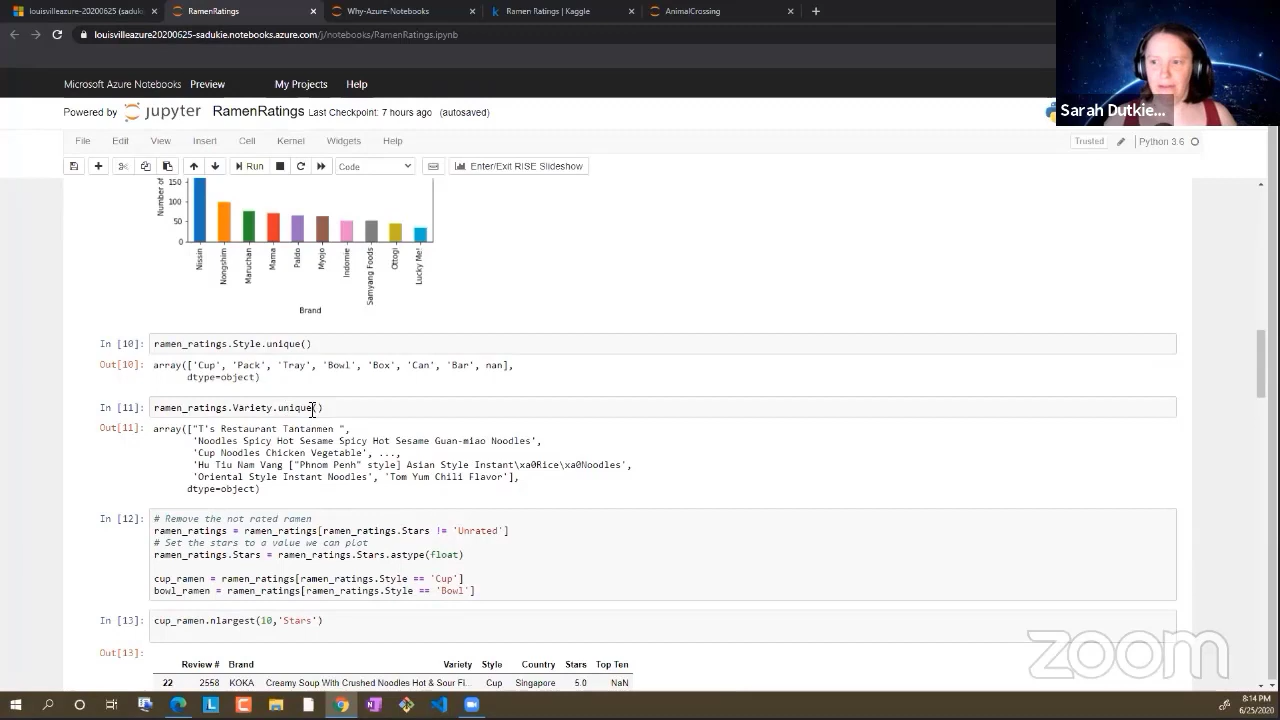 louisvilleazure20200625 (saduk
RamenRatings
Why-Azure-Notebooks
Ramen Ratings | Kaggle
AnimalCrossing
louisvilleazure20200625-sadukie.notebooks.azure.com/j/notebooks/RamenRatings.ipynb
Microsoft Azure Notebooks Preview My Projects Help
Powered by jupyter RamenRatings Last Checkpoint: 7 hours ago (autosaved)
Sarah Dutkie...
File Edit View Insert Cell Kernel Widgets Help
Trusted Python 3.6
Run Code Enter/Exit RISE Slideshow
Number of
150
100
50
0
Nissin
Nongshim
Maruchan
Mama
Paldo
Myojo
Indomie
Samyang Foods
Ottogi
Lucky Me!
Brand
In [10]: ramen_ratings.Style.unique()
Out[10]: array(['Cup', 'Pack', 'Tray', 'Bowl', 'Box', 'Can', 'Bar', nan],
dtype=object)
In [11]: ramen_ratings.Variety.unique()
Out[11]: array(["T's Restaurant Tantanmen ",
'Noodles Spicy Hot Sesame Spicy Hot Sesame Guan-miao Noodles',
'Cup Noodles Chicken Vegetable', ...,
'Hu Tiu Nam Vang ["Phnom Penh" style] Asian Style Instant\xa0Rice\xa0Noodles',
'Oriental Style Instant Noodles', 'Tom Yum Chili Flavor'],
dtype=object)
In [12]: # Remove the not rated ramen
ramen_ratings = ramen_ratings[ramen_ratings.Stars != 'Unrated']
# Set the stars to a value we can plot
ramen_ratings.Stars = ramen_ratings.Stars.astype(float)
cup_ramen = ramen_ratings[ramen_ratings.Style == 'Cup']
bowl_ramen = ramen_ratings[ramen_ratings.Style == 'Bowl']
In [13]: cup_ramen.nlargest(10,'Stars')
Out[13]:
Review # Brand Variety Style Country Stars Top Ten
22 2558 KOKA Creamy Soup With Crushed Noodles Hot & Sour Fl... Cup Singapore 5.0 NaN
zoom
8:14 PM
6/25/2020